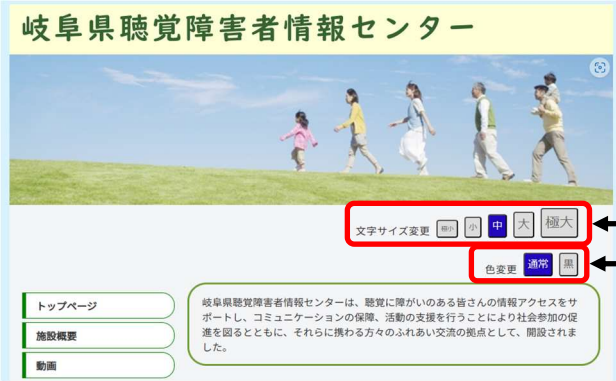 岐阜県聴覚障害者情報センター
文字サイズ変更 極小 小 中 大 極大
色変更 通常 黒
トップページ
施設概要
動画
岐阜県聴覚障害者情報センターは、聴覚に障がいのある皆さんの情報アクセスをサ
ポートし、コミュニケーションの保障、活動の支援を行うことにより社会参加の促
進を図るとともに、それらに携わる方々のふれあい交流の拠点として、開設されま
した。